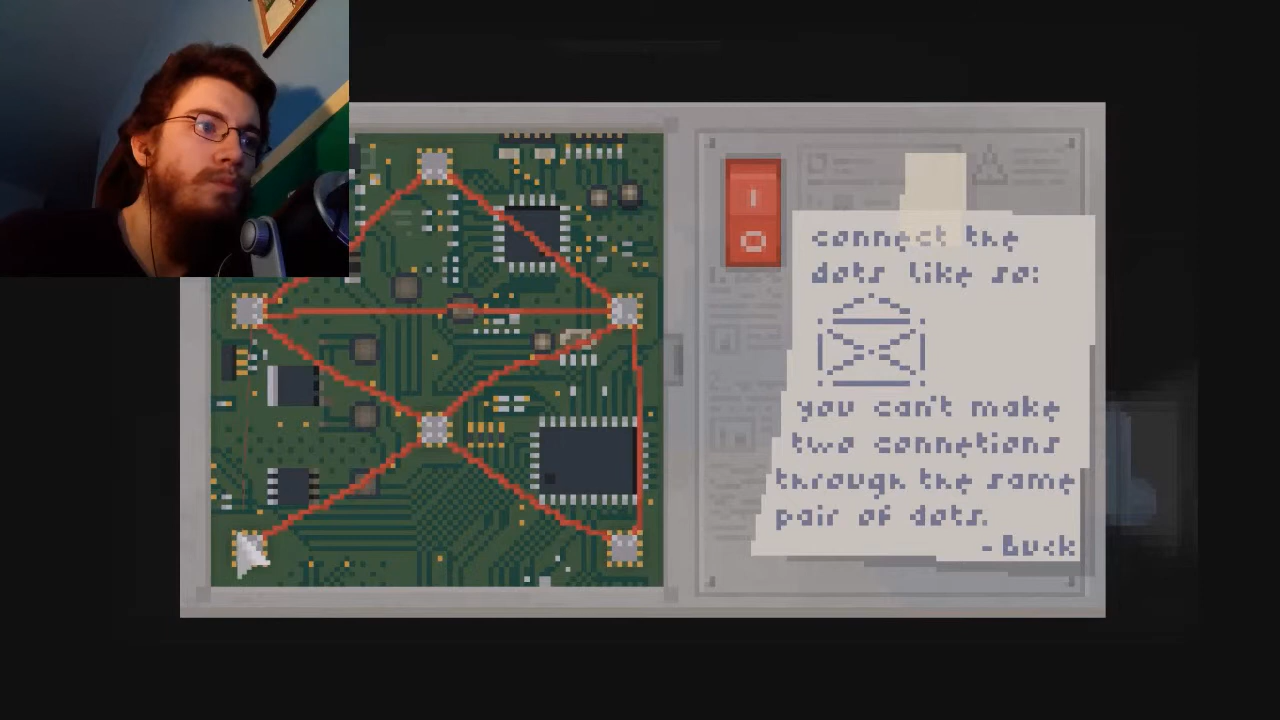 connect the
dots like so:
you can't make
two connetions
through the same
pair of dots.
- Buck